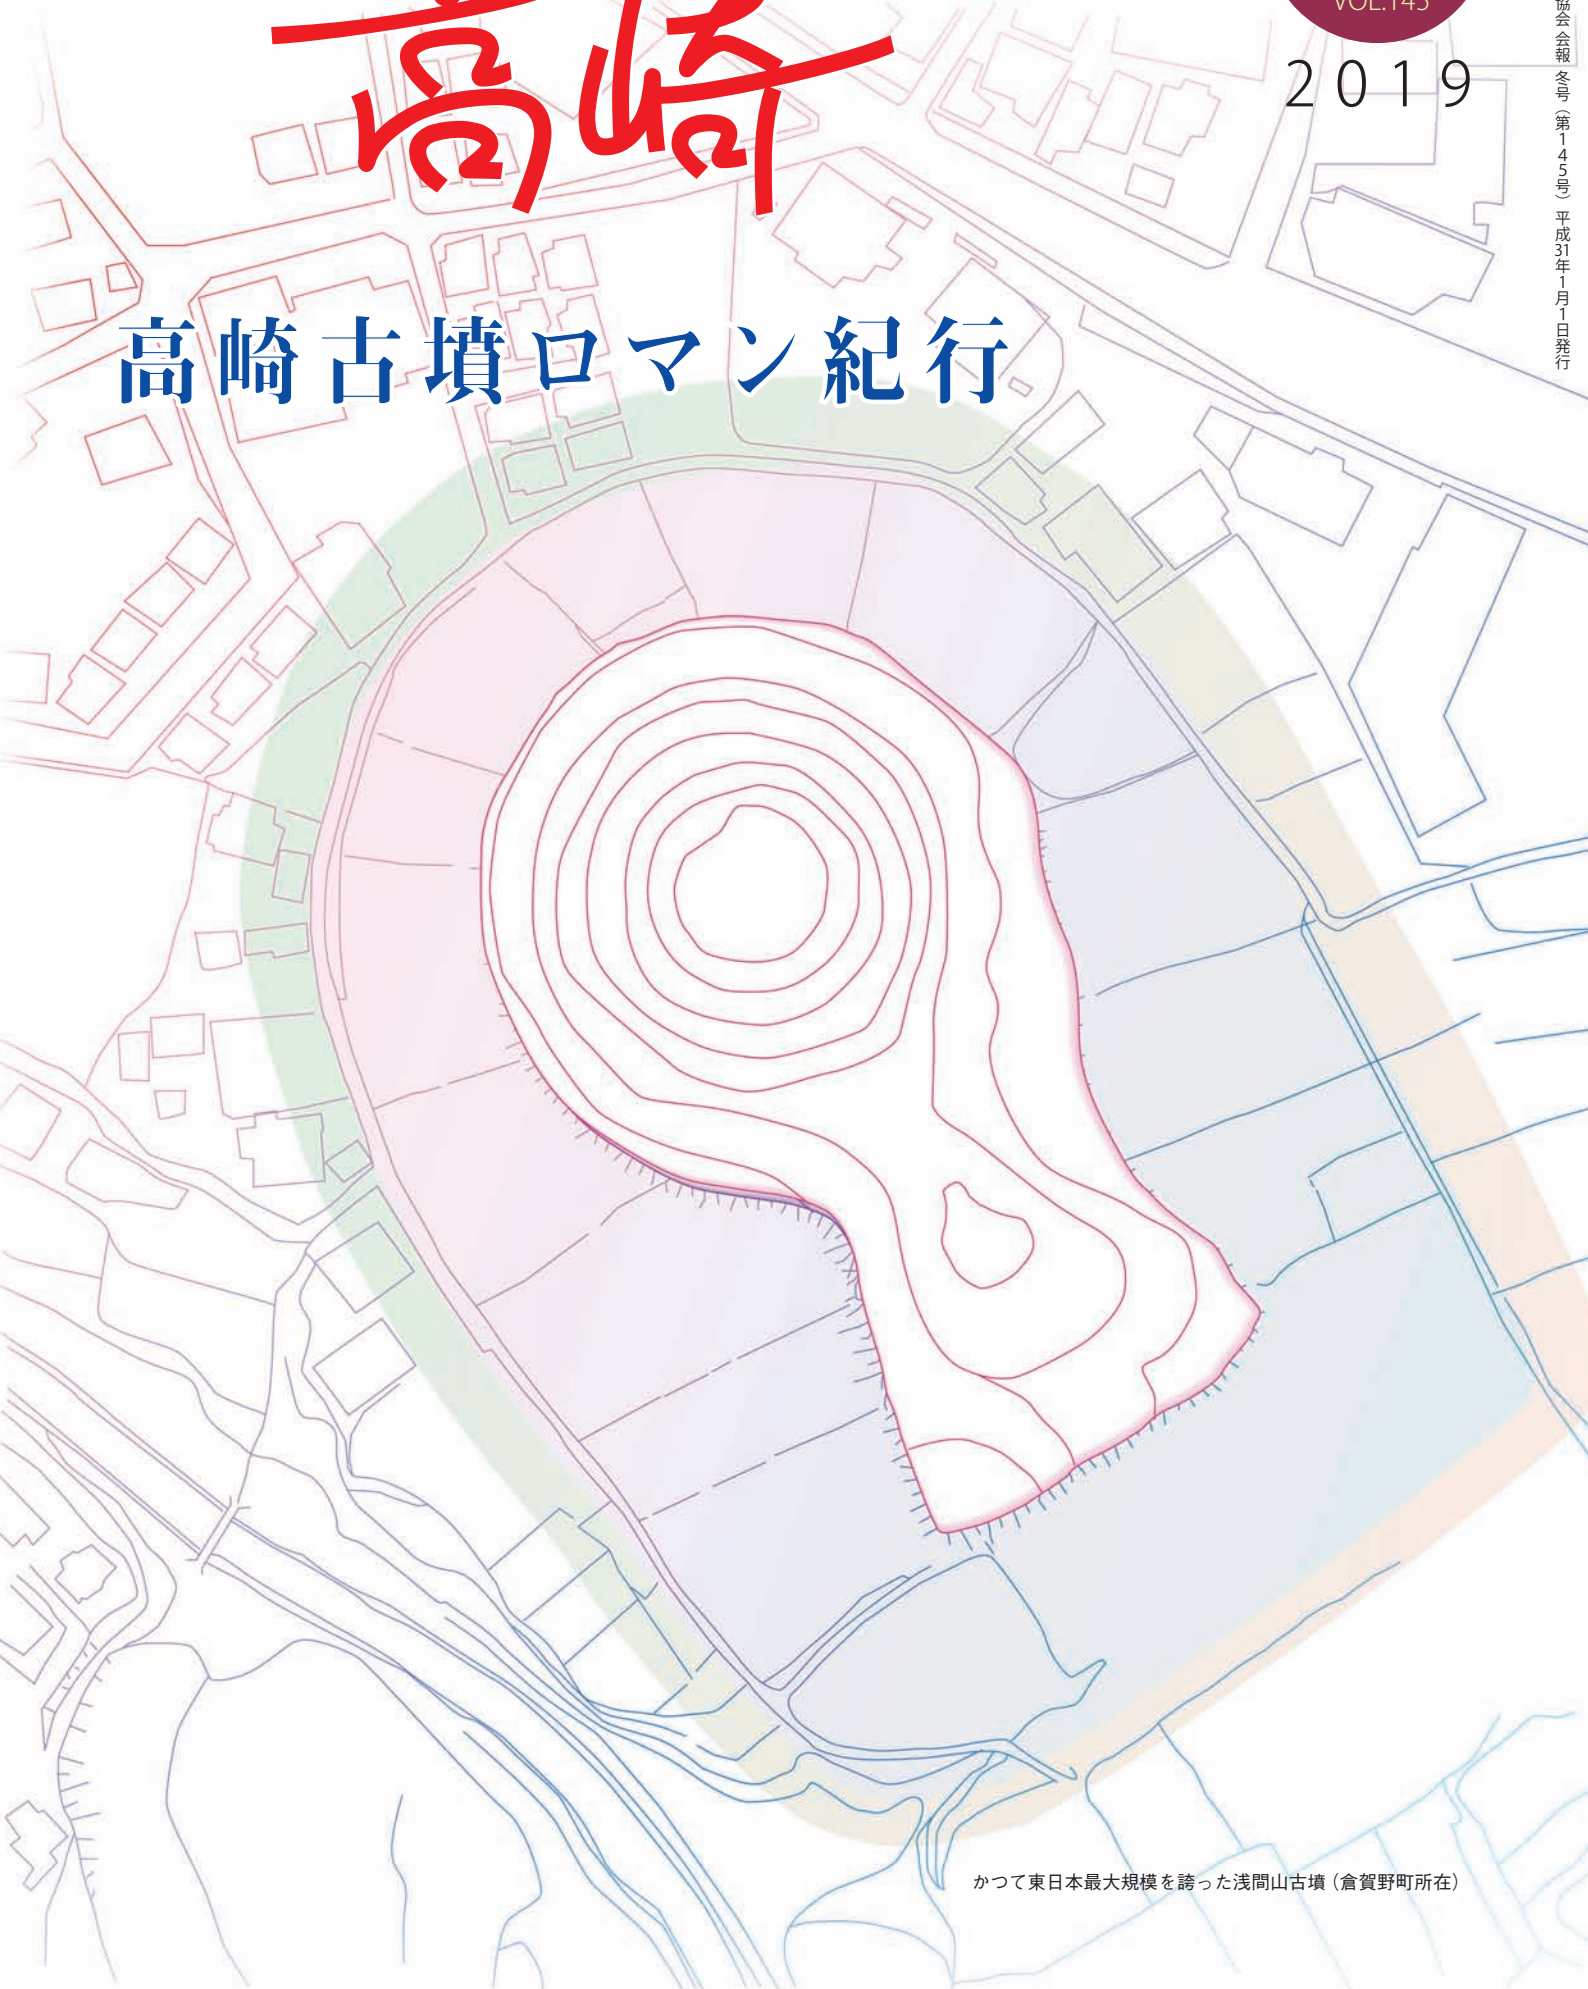 高崎
VOL.145
2019
協会 会報 冬号（第145号）平成31年1月1日発行
高崎古墳ロマン紀行
かつて東日本最大規模を誇った浅間山古墳（倉賀野町所在）